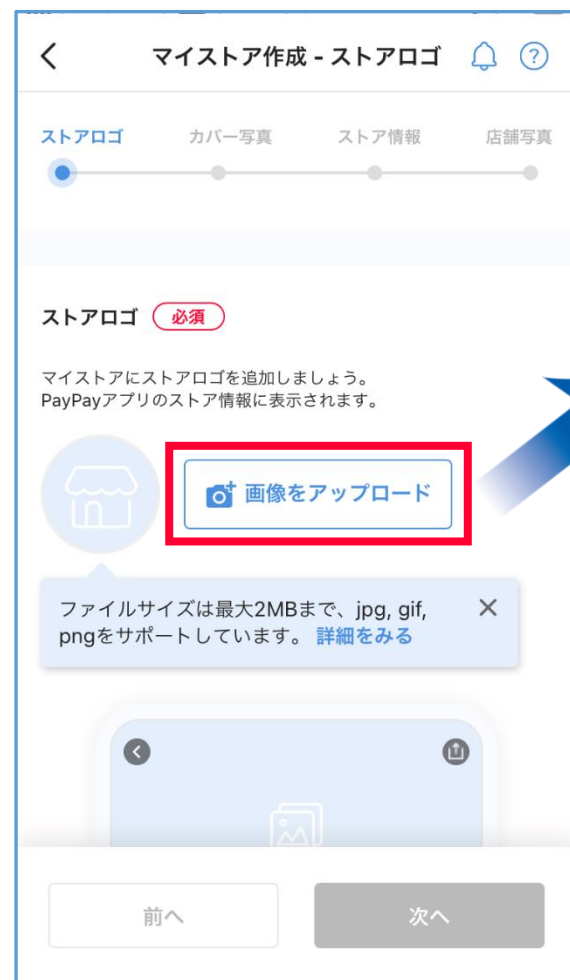 マイストア作成 - ストアロゴ
ストアロゴ カバー写真 ストア情報 店舗写真
ストアロゴ 必須
マイストアにストアロゴを追加しましょう。
PayPayアプリのストア情報に表示されます。
画像をアップロード
ファイルサイズは最大2MBまで、jpg, gif,
pngをサポートしています。 詳細をみる
前へ 次へ